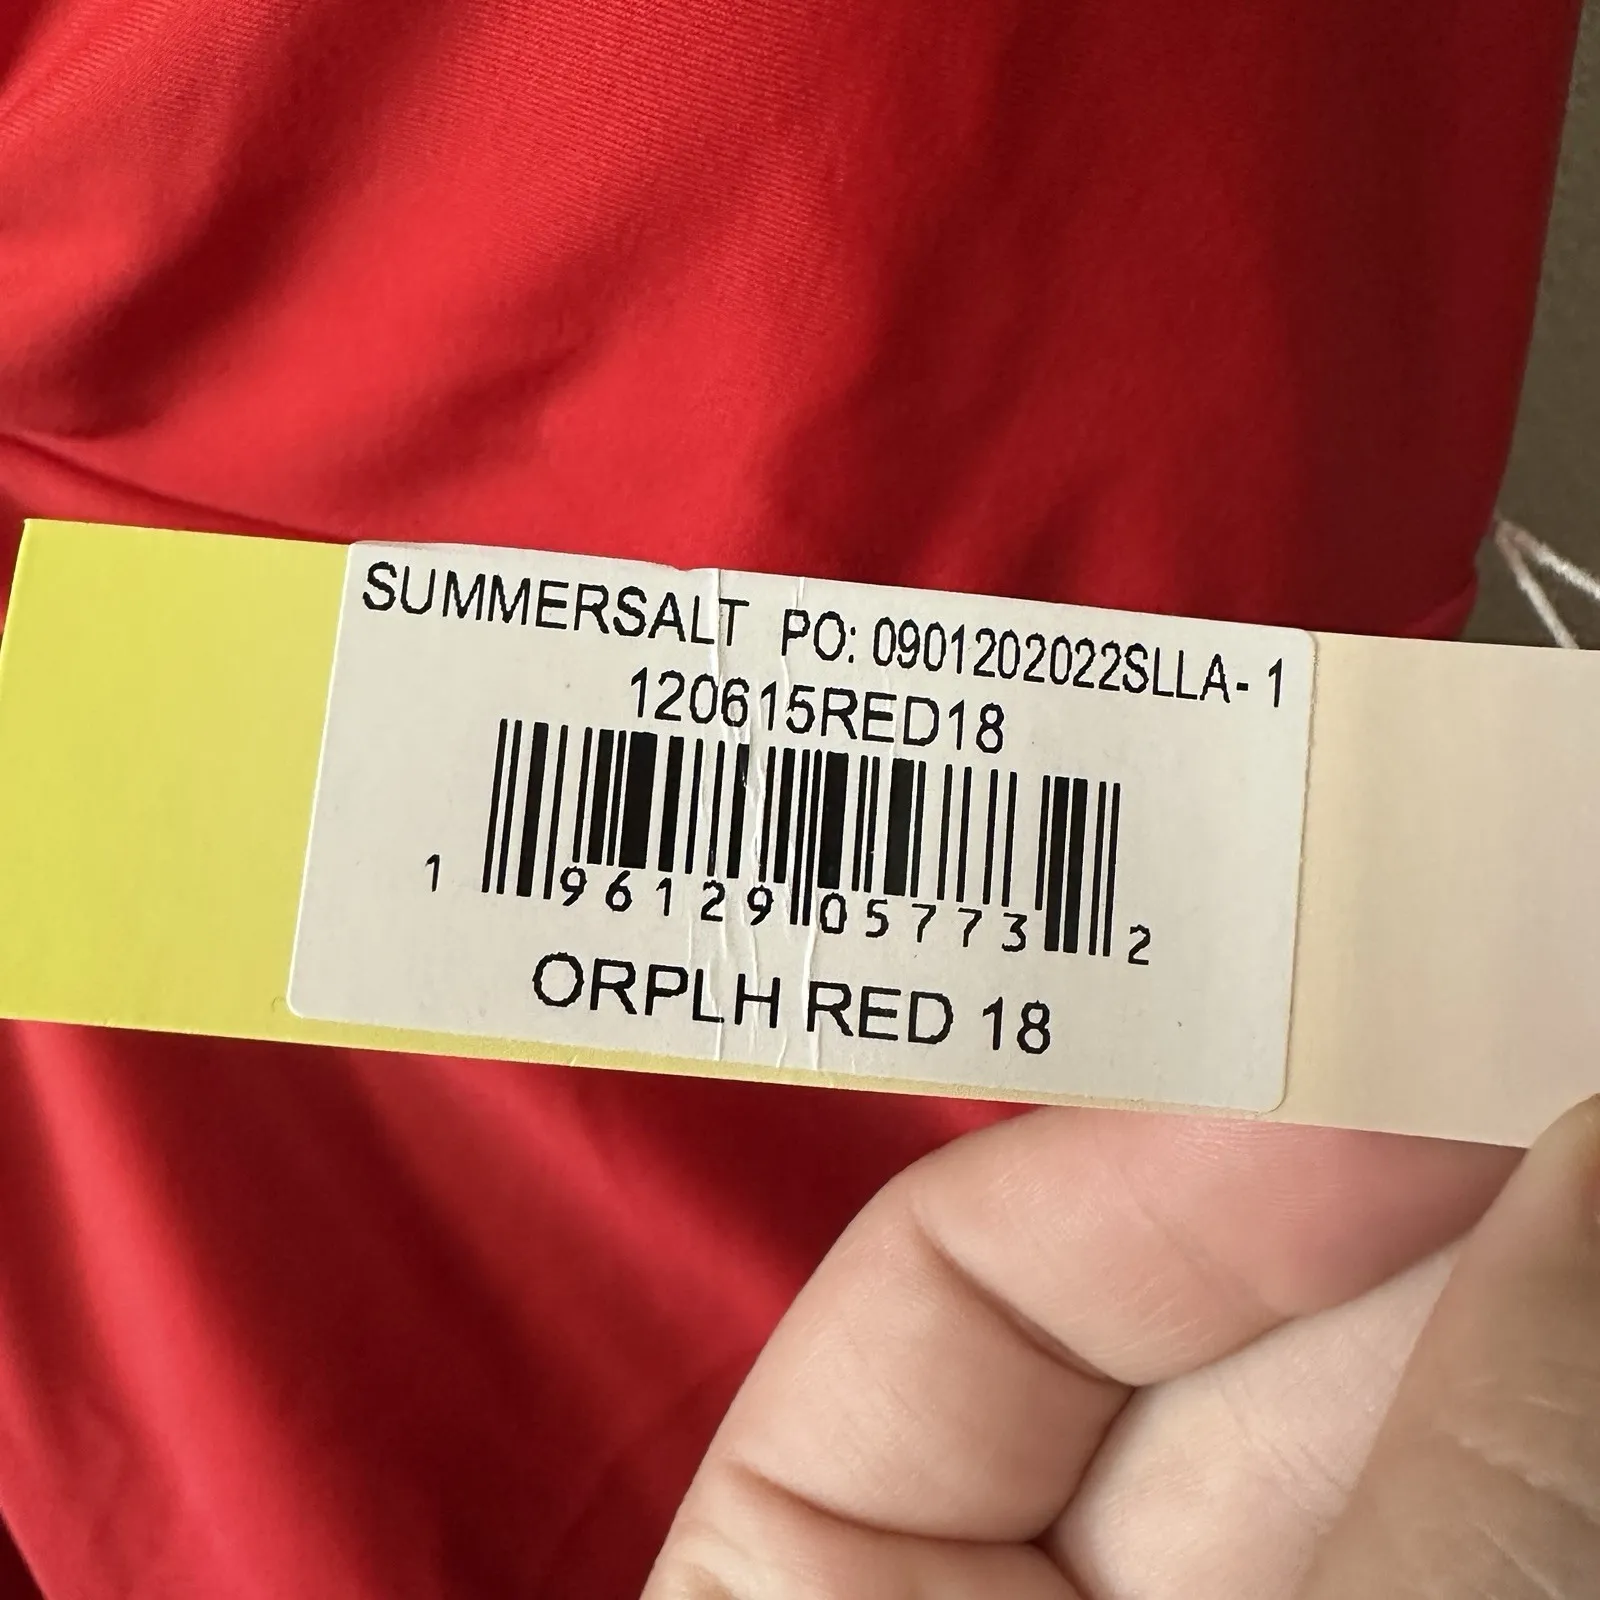 SUMMERSALT PO: 0901202022SLLA- 1
120615RED18
1 96129 05773 2
ORPLH RED 18